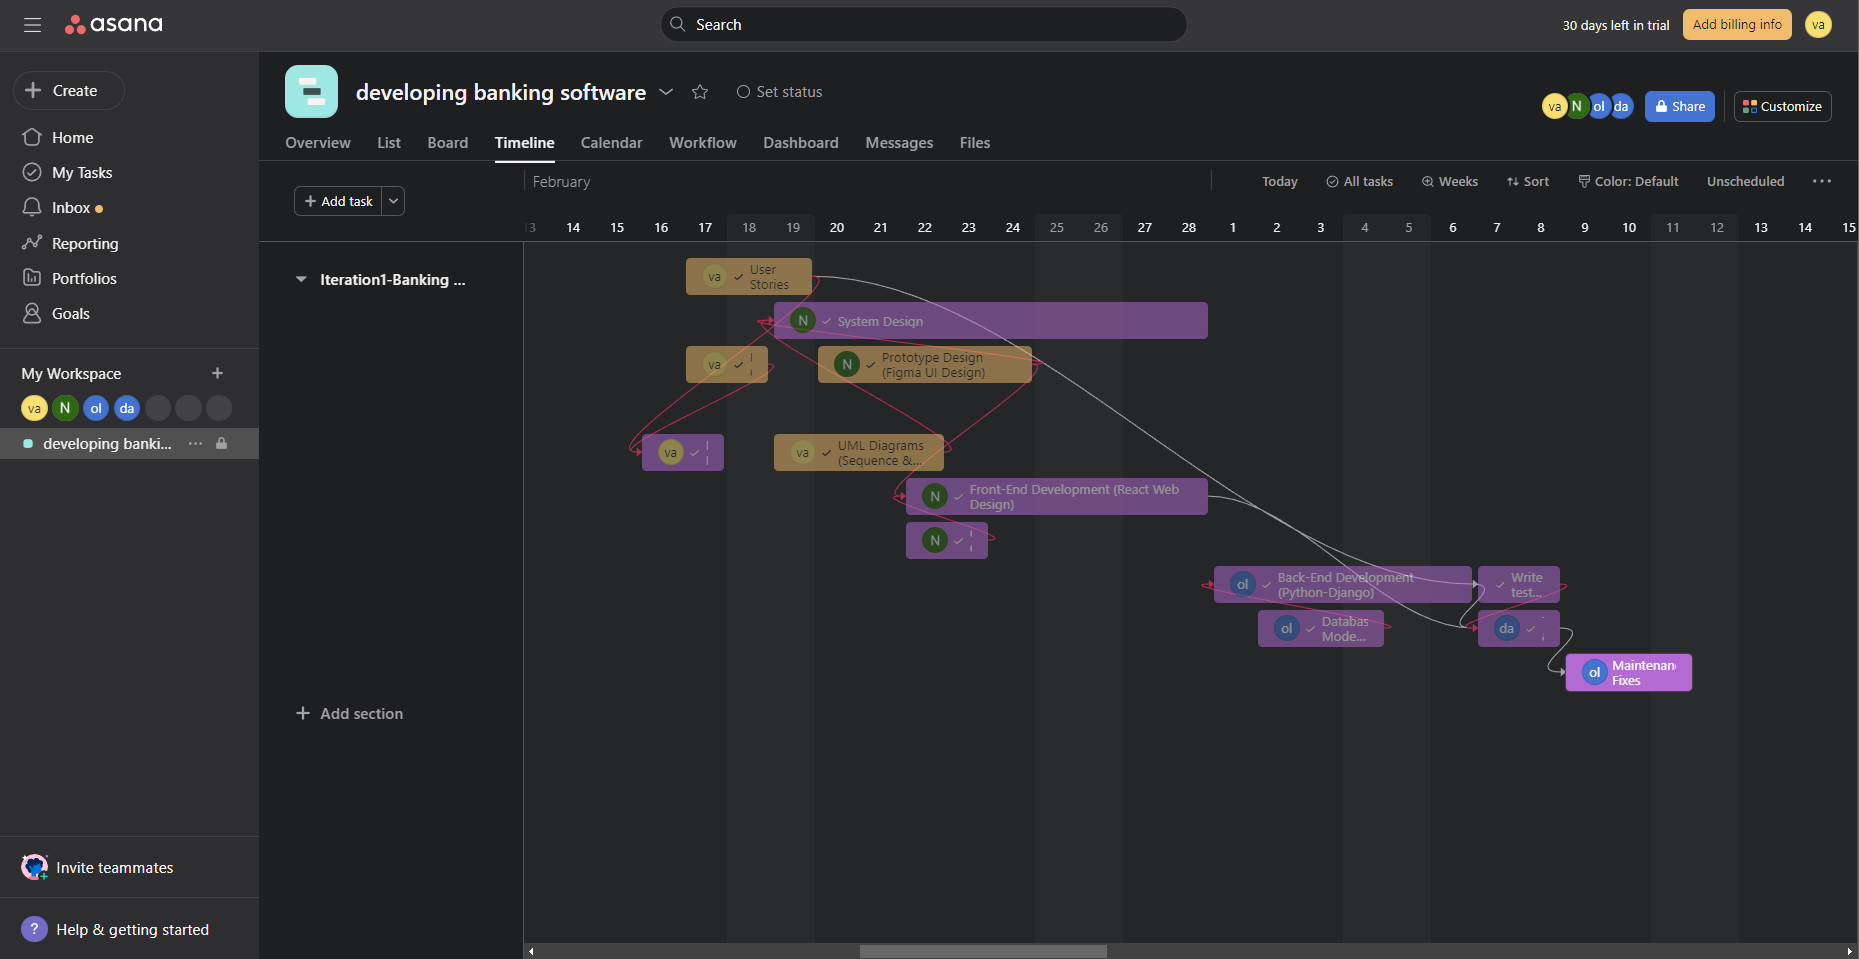 asana
Search
30 days left in trial
Add billing info
va
Create
Home
My Tasks
Inbox
Reporting
Portfolios
Goals
My Workspace
va N ol da
developing banki...
Invite teammates
? Help & getting started
developing banking software
Set status
va N ol da
Share
Customize
Overview List Board Timeline Calendar Workflow Dashboard Messages Files
Add task
February
Today All tasks Weeks Sort Color: Default Unscheduled
13 14 15 16 17 18 19 20 21 22 23 24 25 26 27 28 1 2 3 4 5 6 7 8 9 10 11 12 13 14 15
Iteration1-Banking ...
va User
Stories
N System Design
va
N Prototype Design
(Figma UI Design)
va
va UML Diagrams
(Sequence &...
N Front-End Development (React Web
Design)
N
ol Back-End Development
(Python-Django)
Write
test...
ol Databas
Mode...
da
ol Maintenan
Fixes
Add section